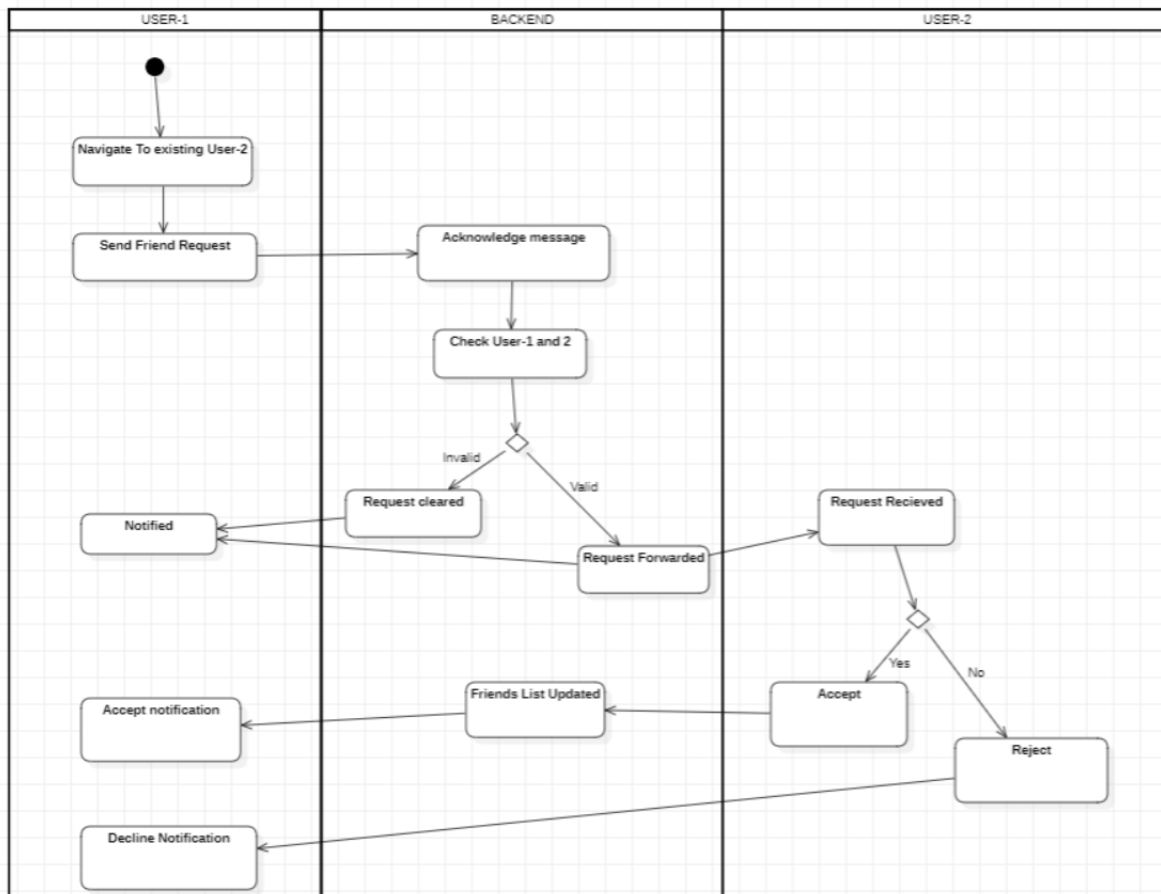 USER-1
BACKEND
USER-2
Navigate To existing User-2
Send Friend Request
Acknowledge message
Check User-1 and 2
Invalid
Valid
Request cleared
Request Recieved
Notified
Request Forwarded
Yes
No
Friends List Updated
Accept
Accept notification
Reject
Decline Notification